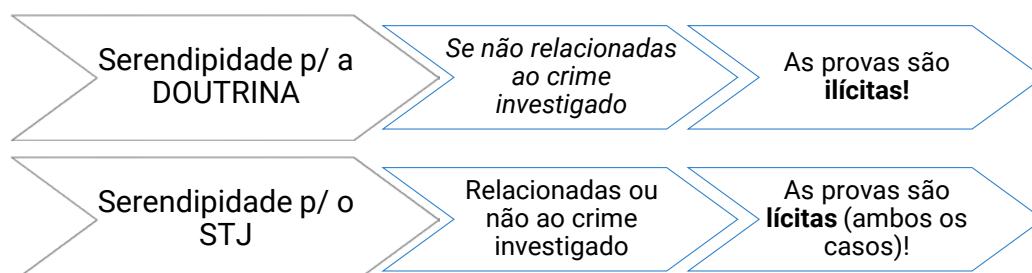 Serendipidade p/ a
DOUTRINA
Se não relacionadas
ao crime
investigado
As provas são
ilícitas!
Serendipidade p/ o
STJ
Relacionadas ou
não ao crime
investigado
As provas são
lícitas (ambos os
casos)!